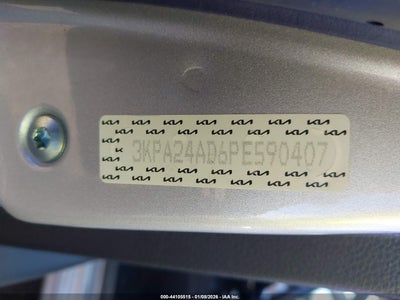 3KPA24AD6PE590407
000-44105515 - 01/09/2026 - IAA Inc.